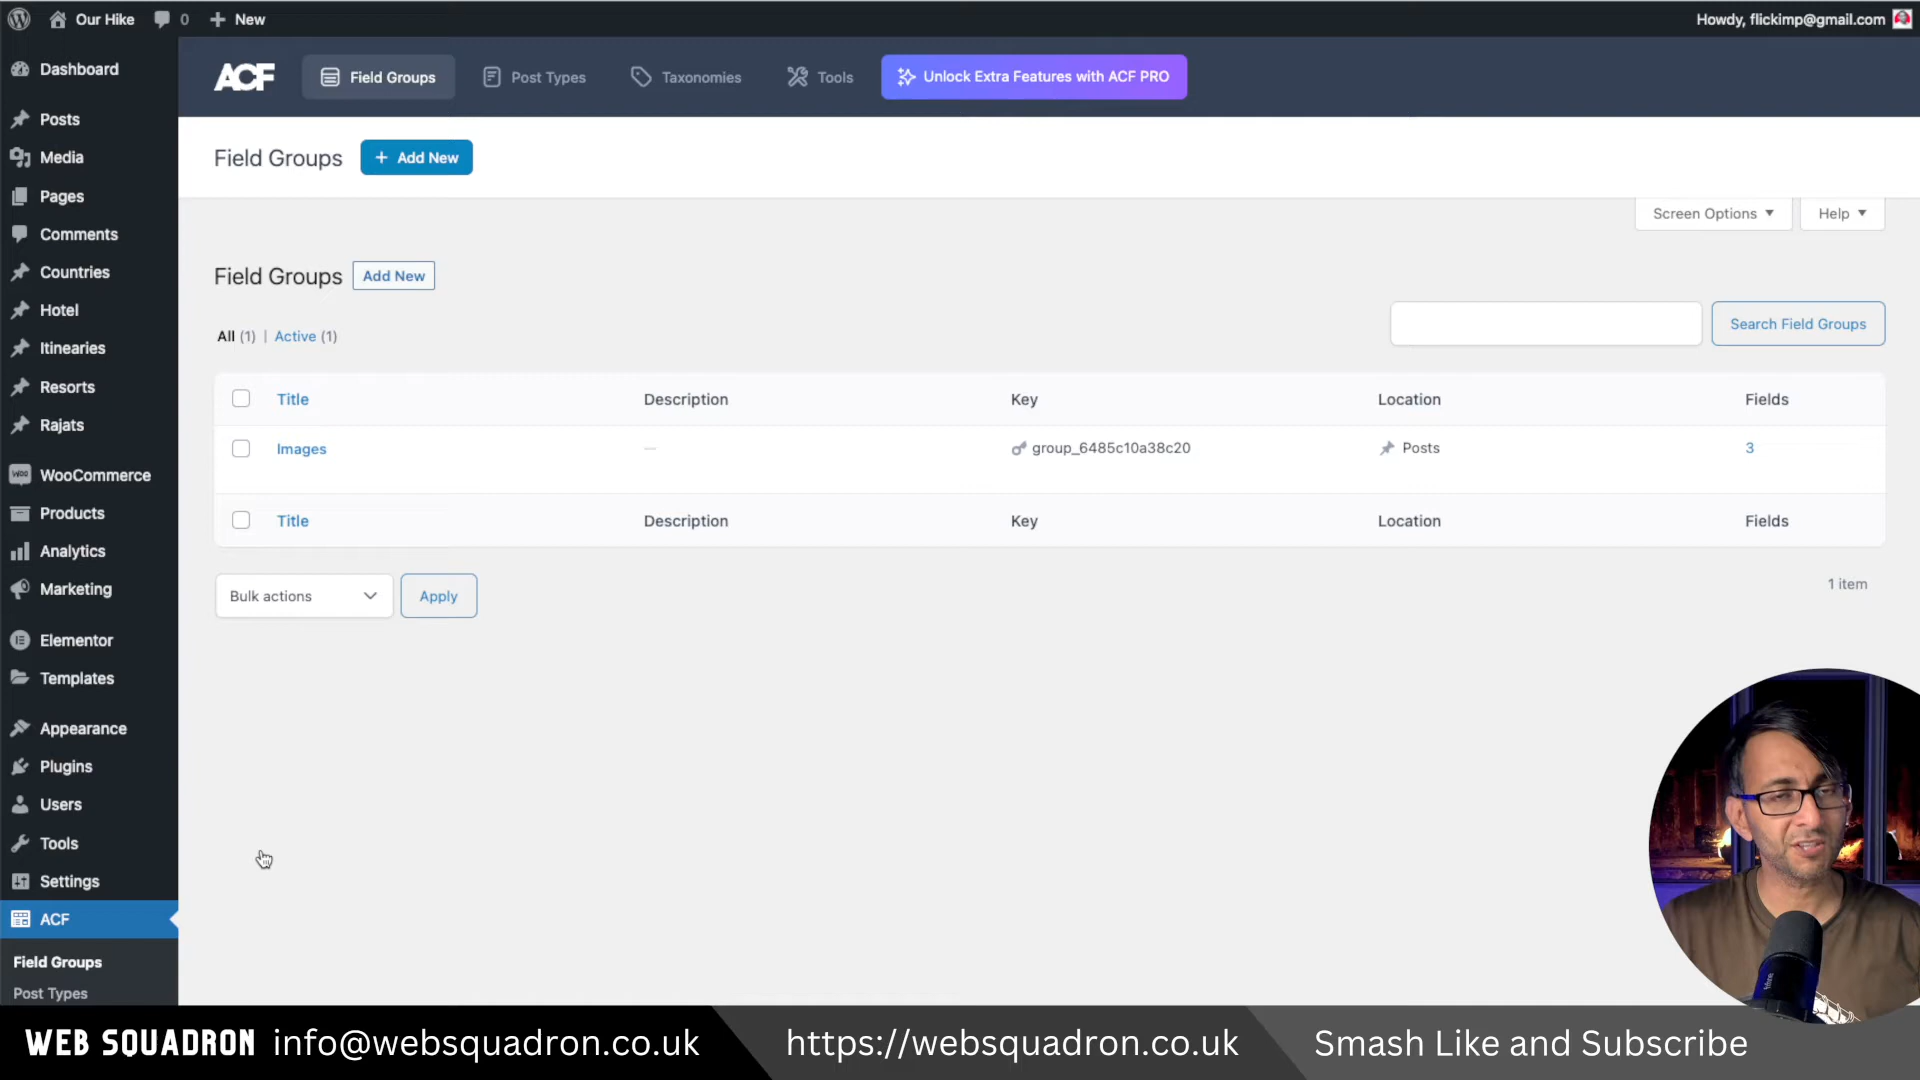 Our Hike 0 New Howdy, flickimp@gmail.com
ACF Field Groups Post Types Taxonomies Tools Unlock Extra Features with ACF PRO
Field Groups + Add New
Screen Options Help
Field Groups Add New
All (1) | Active (1)
Search Field Groups
Title Description Key Location Fields
Images — group_6485c10a38c20 Posts 3
Title Description Key Location Fields
Bulk actions Apply
1 item
Dashboard
Posts
Media
Pages
Comments
Countries
Hotel
Itinearies
Resorts
Rajats
WooCommerce
Products
Analytics
Marketing
Elementor
Templates
Appearance
Plugins
Users
Tools
Settings
ACF
Field Groups
Post Types
WEB SQUADRON info@websquadron.co.uk https://websquadron.co.uk Smash Like and Subscribe